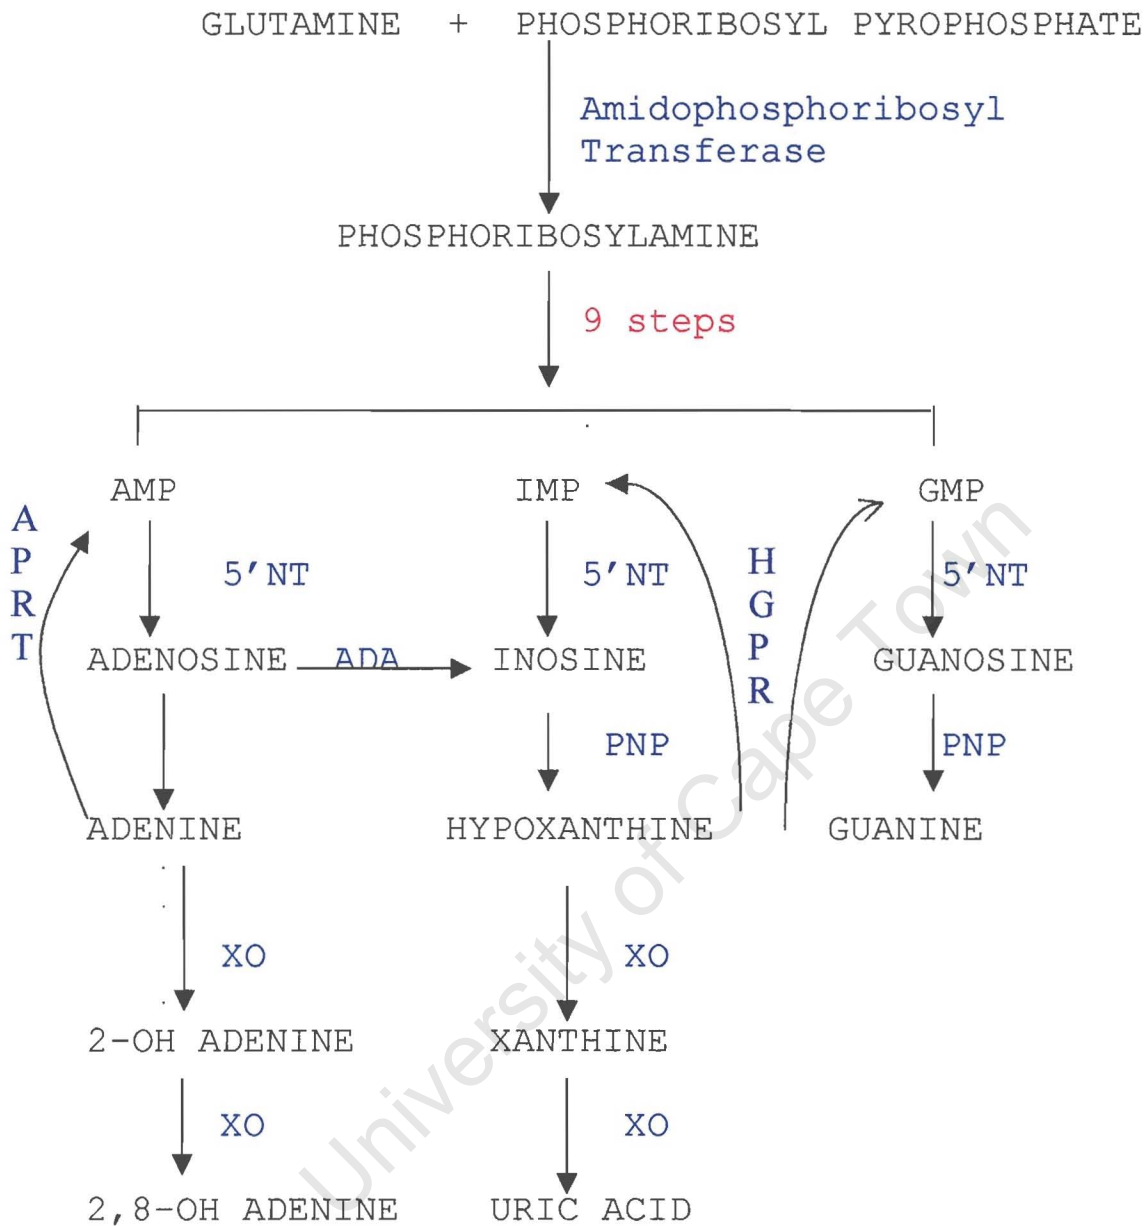 GLUTAMINE + PHOSPHORIBOSYL PYROPHOSPHATE
Amidophosphoribosyl
Transferase
PHOSPHORIBOSYLAMINE
9 steps
AMP IMP GMP
APRT
5'NT 5'NT HGPR 5'NT
ADENOSINE ADA INOSINE GUANOSINE
PNP PNP
ADENINE HYPOXANTHINE GUANINE
XO XO
2-OH ADENINE XANTHINE
XO XO
2,8-OH ADENINE URIC ACID
University of Cape Town